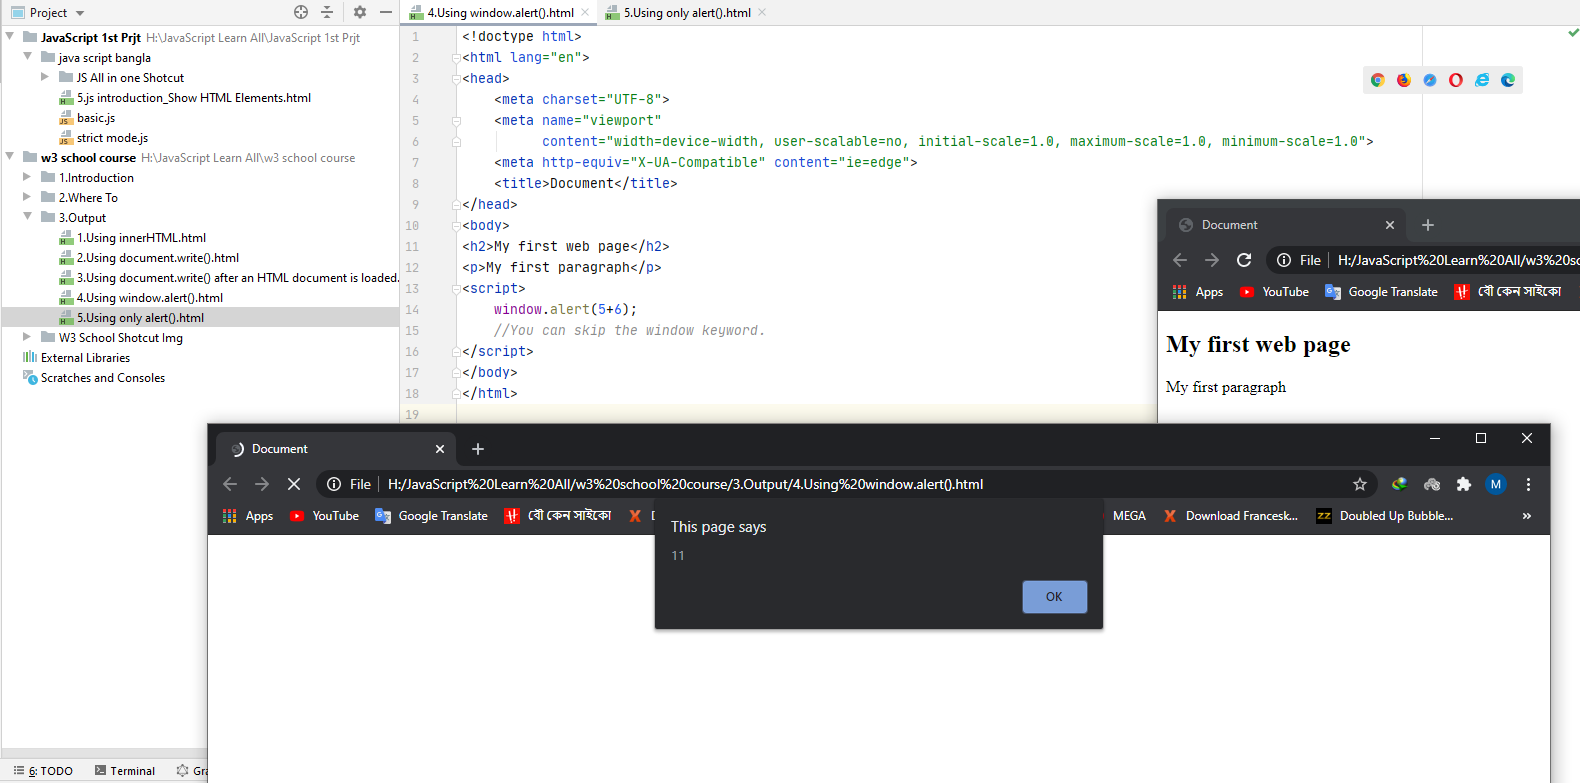 Project
JavaScript 1st Prjt H:\JavaScript Learn All\JavaScript 1st Prjt
java script bangla
JS All in one Shotcut
5.js introduction_Show HTML Elements.html
basic.js
strict mode.js
w3 school course H:\JavaScript Learn All\w3 school course
1.Introduction
2.Where To
3.Output
1.Using innerHTML.html
2.Using document.write().html
3.Using document.write() after an HTML document is loaded.
4.Using window.alert().html
5.Using only alert().html
W3 School Shotcut Img
External Libraries
Scratches and Consoles
4.Using window.alert().html 5.Using only alert().html
1 <!doctype html>
2 <html lang="en">
3 <head>
4 <meta charset="UTF-8">
5 <meta name="viewport"
6 content="width=device-width, user-scalable=no, initial-scale=1.0, maximum-scale=1.0, minimum-scale=1.0">
7 <meta http-equiv="X-UA-Compatible" content="ie=edge">
8 <title>Document</title>
9 </head>
10 <body>
11 <h2>My first web page</h2>
12 <p>My first paragraph</p>
13 <script>
14 window.alert(5+6);
15 //You can skip the window keyword.
16 </script>
17 </body>
18 </html>
19
Document
File H:/JavaScript%20Learn%20All/w3%20sc
Apps YouTube Google Translate বৌ কেন সাইকো
My first web page
My first paragraph
Document
File H:/JavaScript%20Learn%20All/w3%20school%20course/3.Output/4.Using%20window.alert().html
M
Apps YouTube Google Translate বৌ কেন সাইকো MEGA Download Francesk... Doubled Up Bubble...
This page says
11
OK
6: TODO Terminal Gra